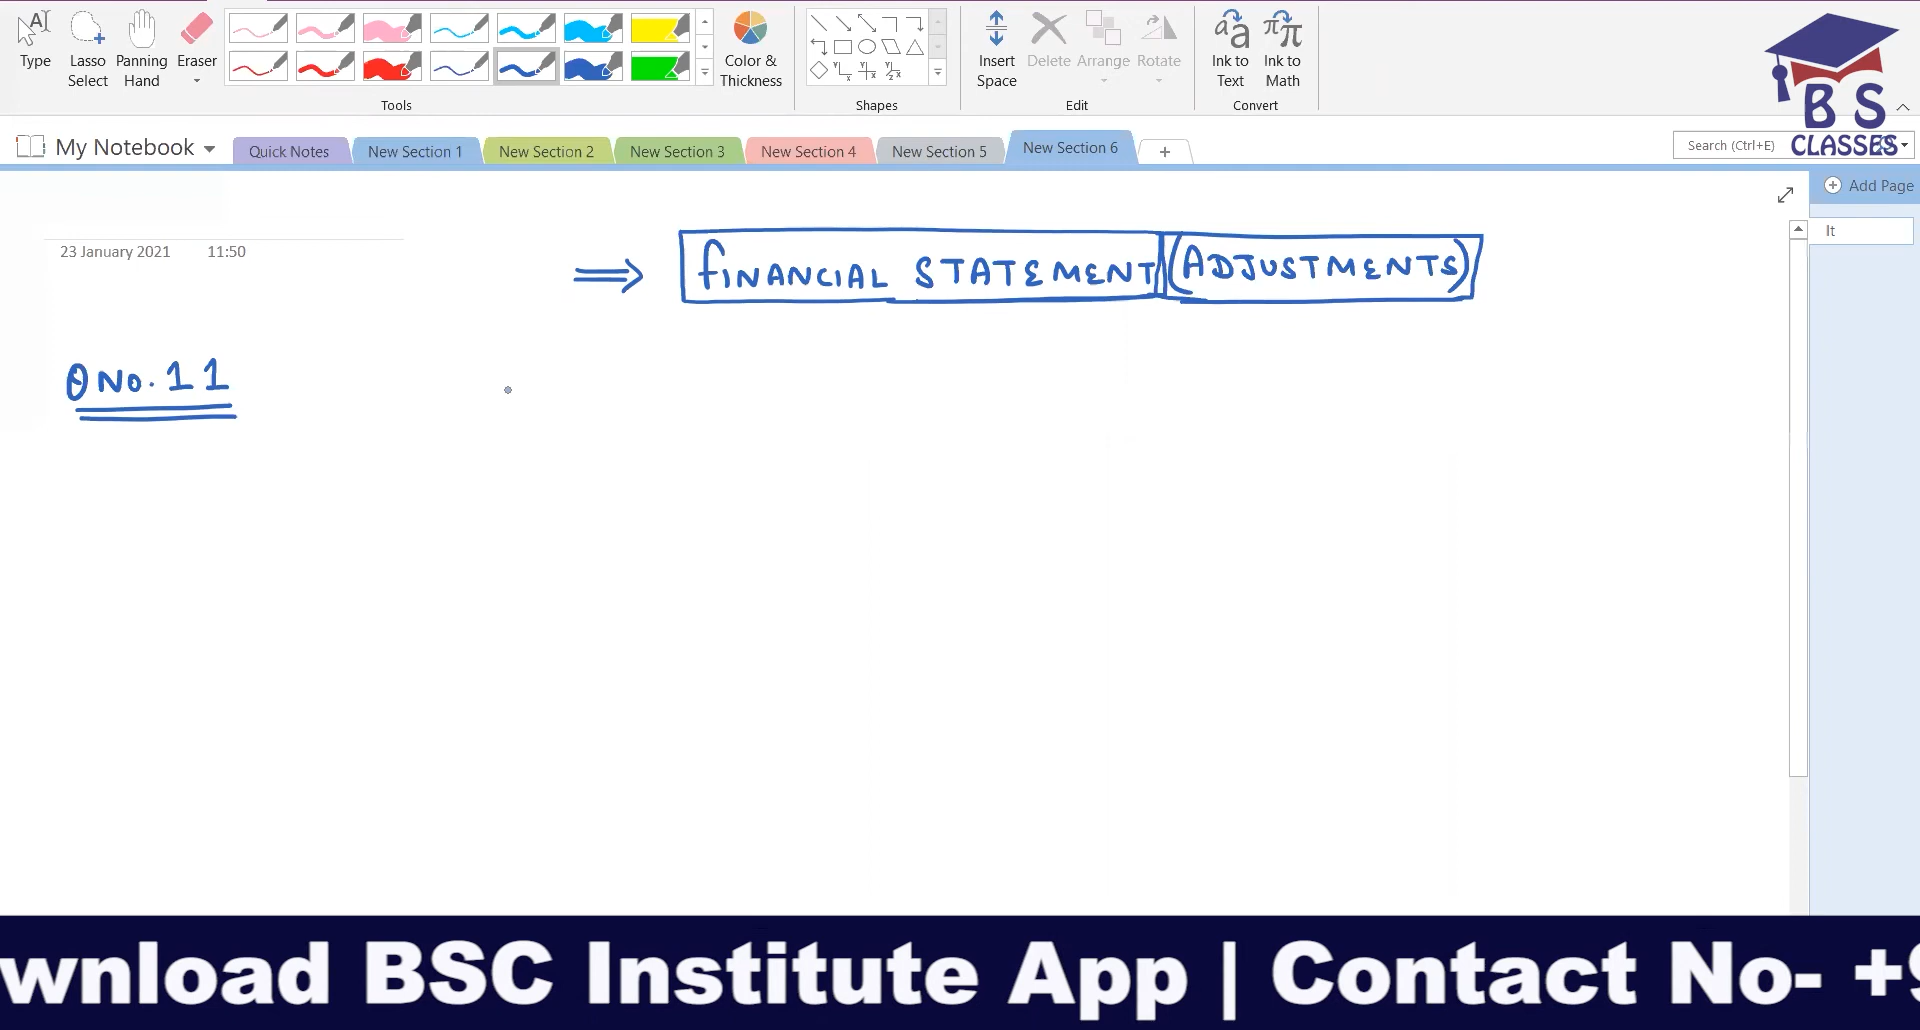 Type
Lasso
Select
Panning
Hand
Eraser
Color &
Thickness
Insert
Space
Delete
Arrange
Rotate
Ink to
Text
Ink to
Math
Tools
Shapes
Edit
Convert
B S
CLASSES
My Notebook
Quick Notes
New Section 1
New Section 2
New Section 3
New Section 4
New Section 5
New Section 6
Search (Ctrl+E)
Add Page
It
23 January 2021 11:50
⇒ FINANCIAL STATEMENT (ADJUSTMENTS)
Q No. 11
wnload BSC Institute App | Contact No- +9